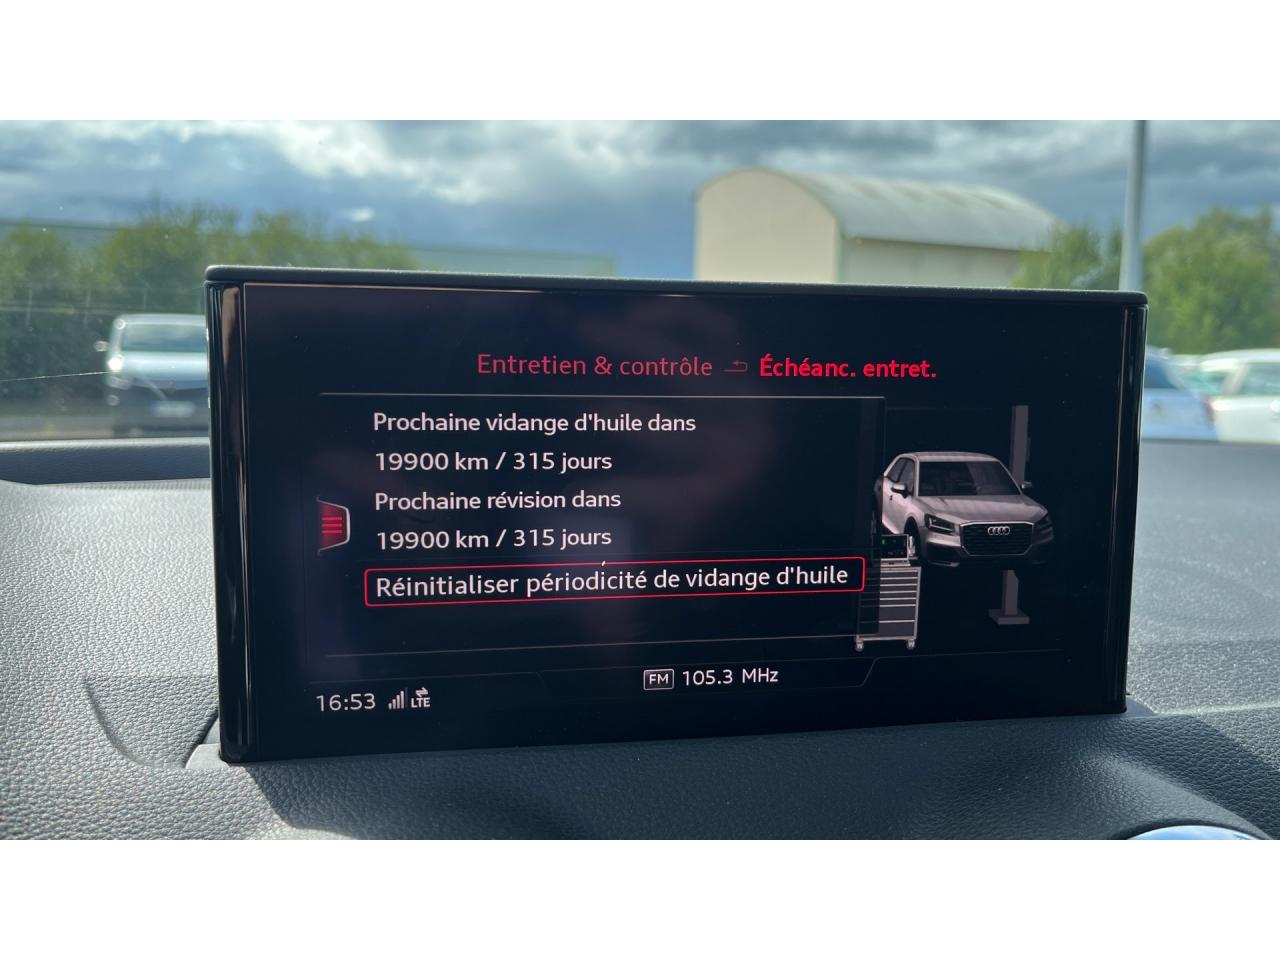 Entretien & contrôle Échéanc. entret.
Prochaine vidange d'huile dans
19900 km / 315 jours
Prochaine révision dans
19900 km / 315 jours
Réinitialiser périodicité de vidange d'huile
FM 105.3 MHz
16:53 LTE